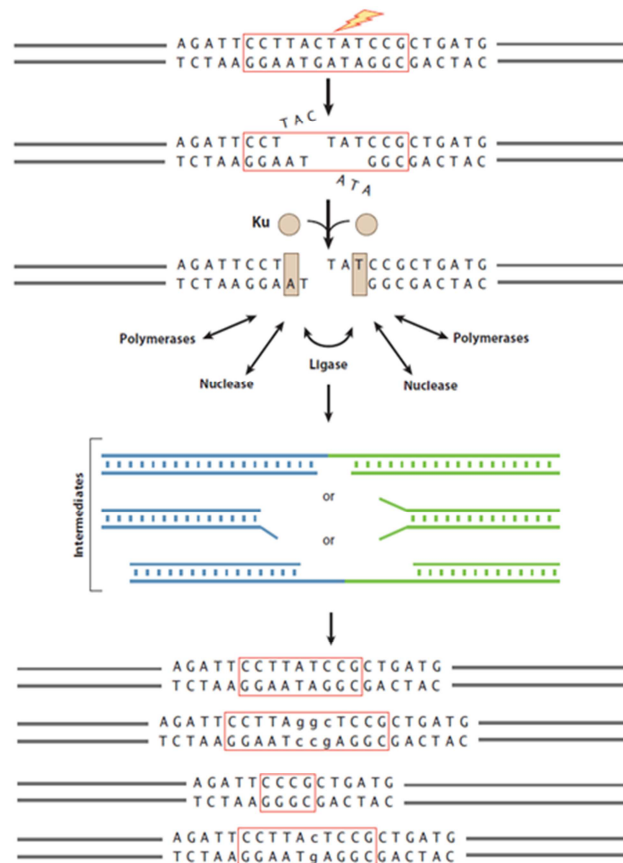 AGATTCCTTACTATCCGCTGATG
TCTAAGGAATGATAGGCGACTAC
TAC
AGATTCCT TATCCGCTGATG
TCTAAGGAAT GGCGACTAC
ATA
Ku
AGATTCCT TATCCGCTGATG
TCTAAGGAAT GGCGACTAC
Polymerases Polymerases
Ligase
Nuclease Nuclease
Intermediates
or
or
AGATTCCTTATCCGCTGATG
TCTAAGGAATAGGCGACTAC
AGATTCCTTAggcTCCGCTGATG
TCTAAGGAATccgAGGCGACTAC
AGATTCCCGCTGATG
TCTAAGGGCGACTAC
AGATTCCTTAcTCCGCTGATG
TCTAAGGAATgAGGCGACTAC